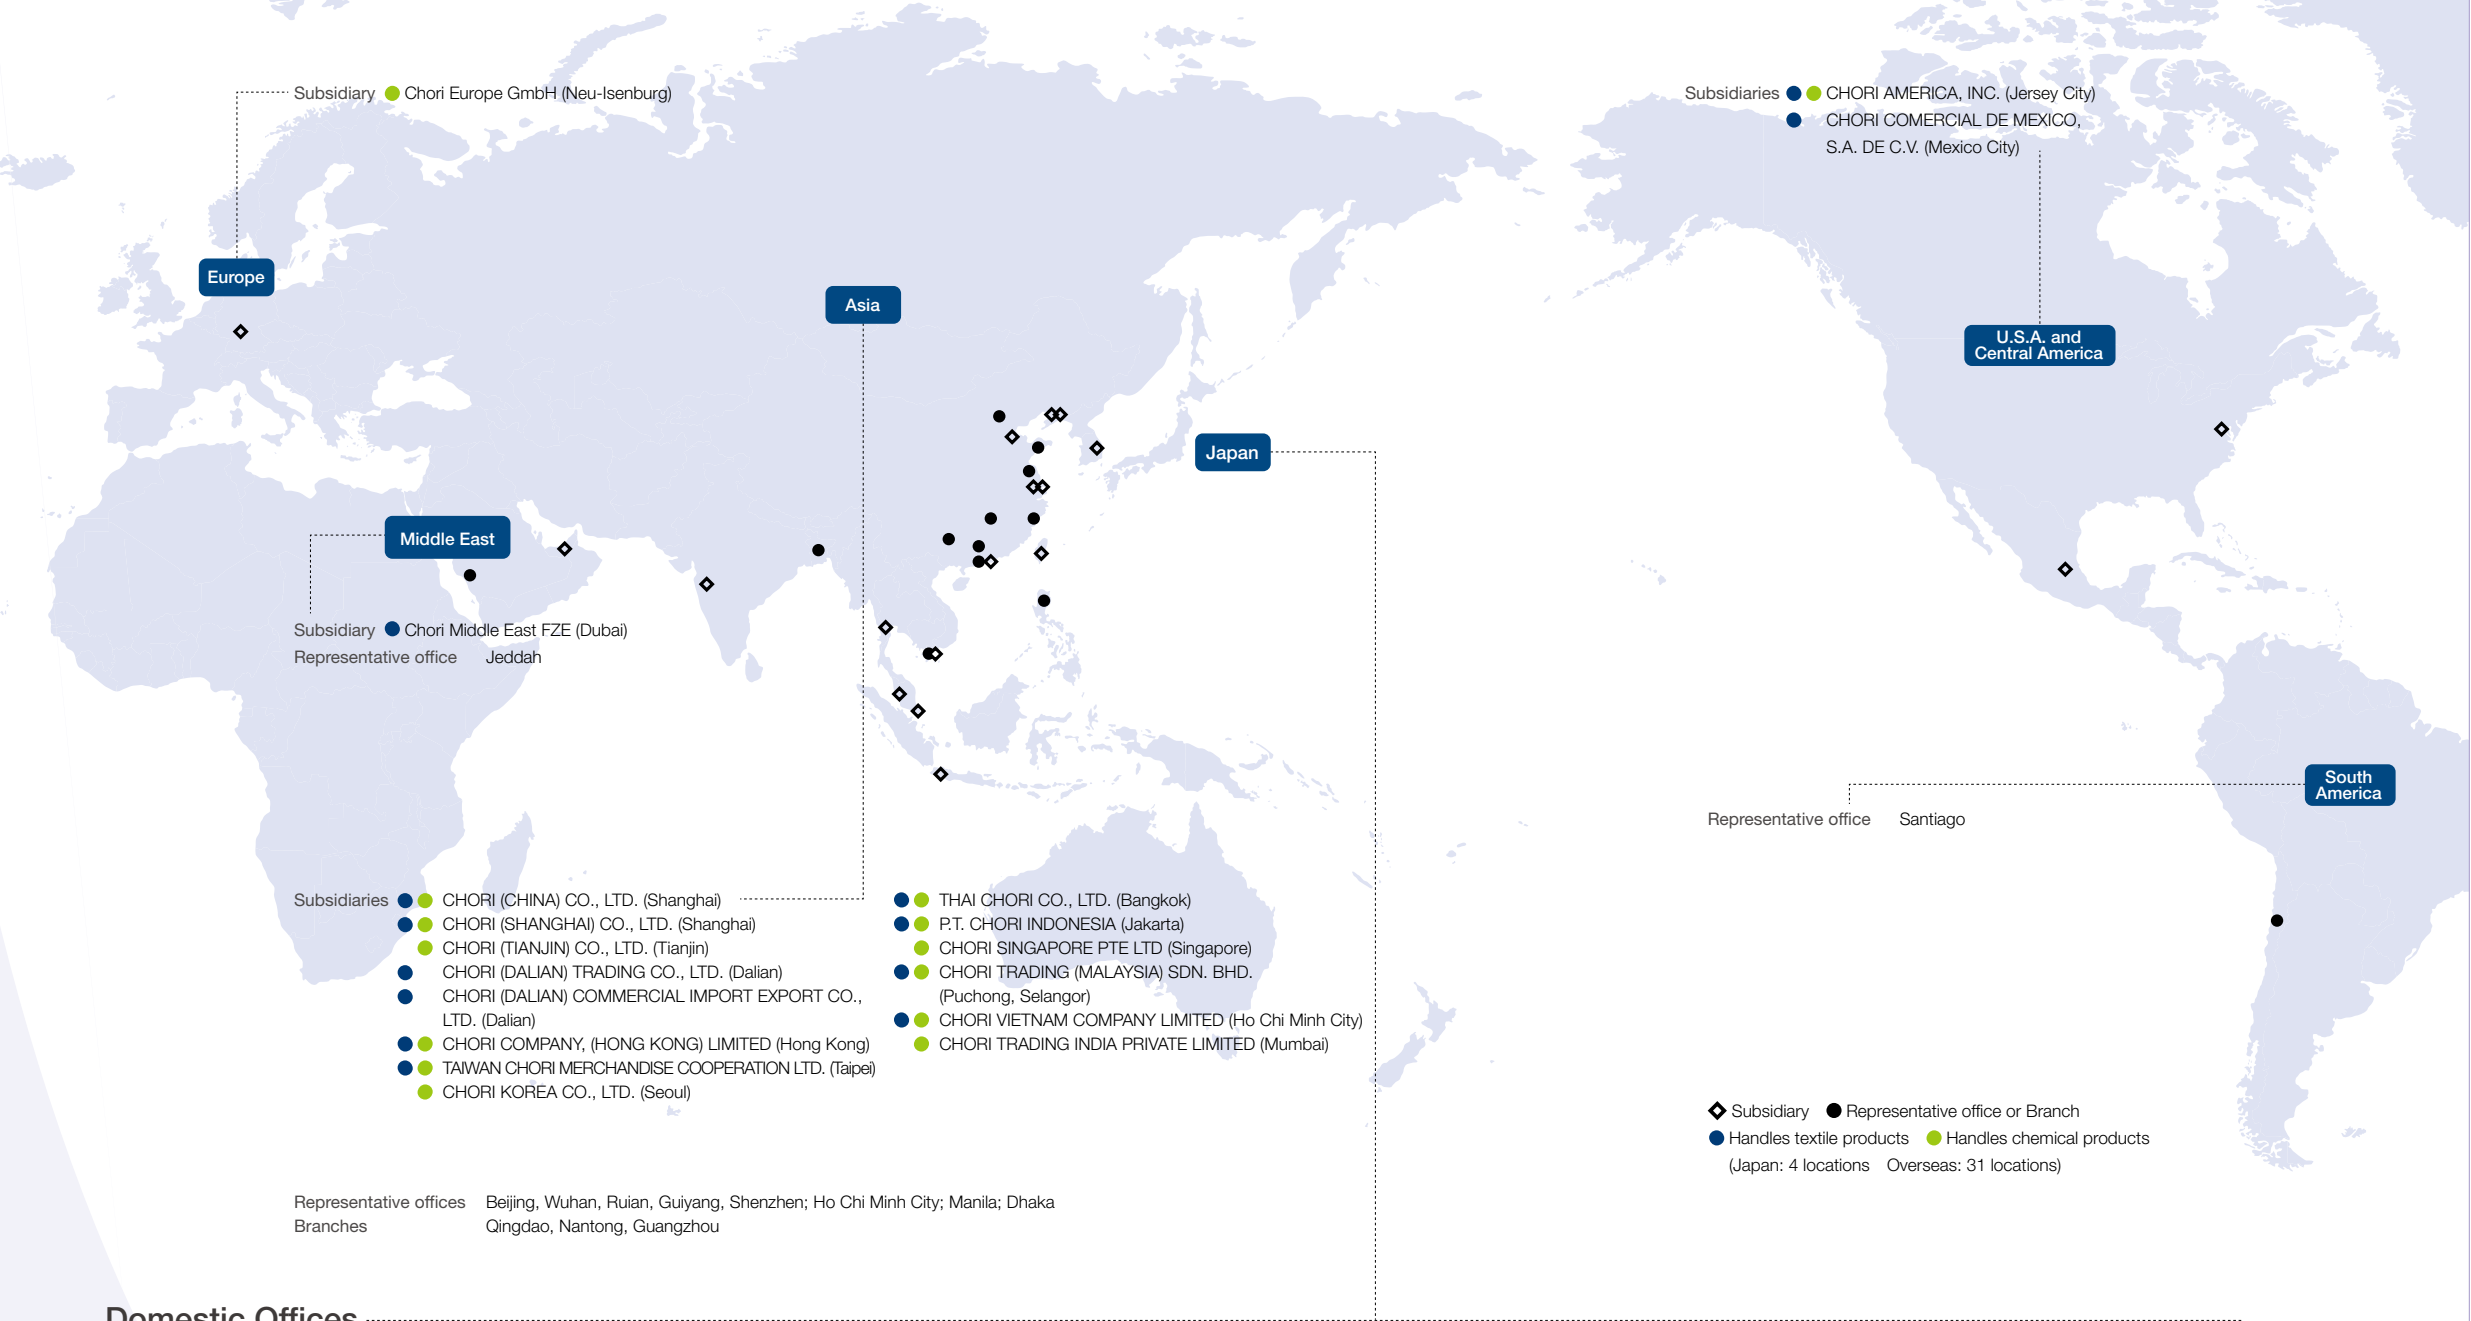 Subsidiary Chori Europe GmbH (Neu-Isenburg)
Subsidiaries CHORI AMERICA, INC. (Jersey City)
CHORI COMERCIAL DE MEXICO,
S.A. DE C.V. (Mexico City)
Europe
Asia
U.S.A. and
Central America
Japan
Middle East
Subsidiary Chori Middle East FZE (Dubai)
Representative office Jeddah
South
America
Representative office Santiago
Subsidiaries CHORI (CHINA) CO., LTD. (Shanghai)
CHORI (SHANGHAI) CO., LTD. (Shanghai)
CHORI (TIANJIN) CO., LTD. (Tianjin)
CHORI (DALIAN) TRADING CO., LTD. (Dalian)
CHORI (DALIAN) COMMERCIAL IMPORT EXPORT CO.,
LTD. (Dalian)
CHORI COMPANY, (HONG KONG) LIMITED (Hong Kong)
TAIWAN CHORI MERCHANDISE COOPERATION LTD. (Taipei)
CHORI KOREA CO., LTD. (Seoul)
THAI CHORI CO., LTD. (Bangkok)
P.T. CHORI INDONESIA (Jakarta)
CHORI SINGAPORE PTE LTD (Singapore)
CHORI TRADING (MALAYSIA) SDN. BHD.
(Puchong, Selangor)
CHORI VIETNAM COMPANY LIMITED (Ho Chi Minh City)
CHORI TRADING INDIA PRIVATE LIMITED (Mumbai)
Subsidiary Representative office or Branch
Handles textile products Handles chemical products
(Japan: 4 locations Overseas: 31 locations)
Representative offices Beijing, Wuhan, Ruian, Guiyang, Shenzhen; Ho Chi Minh City; Manila; Dhaka
Branches Qingdao, Nantong, Guangzhou
Domestic Offices